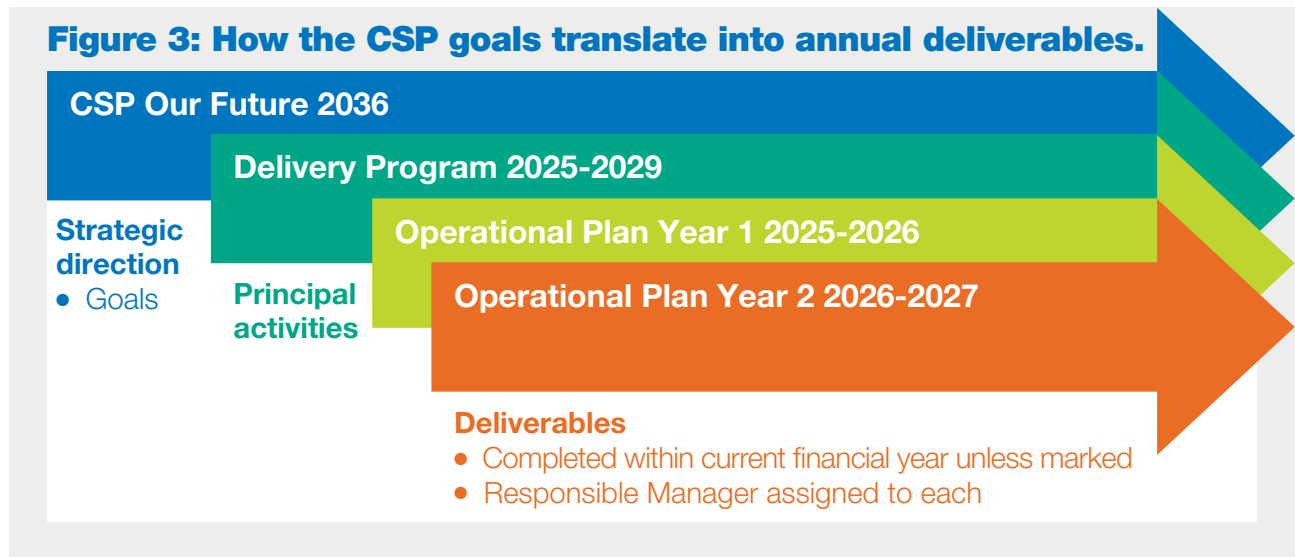 Figure 3: How the CSP goals translate into annual deliverables.
CSP Our Future 2036
Delivery Program 2025-2029
Strategic
direction
• Goals
Operational Plan Year 1 2025-2026
Principal
activities
Operational Plan Year 2 2026-2027
Deliverables
• Completed within current financial year unless marked
• Responsible Manager assigned to each